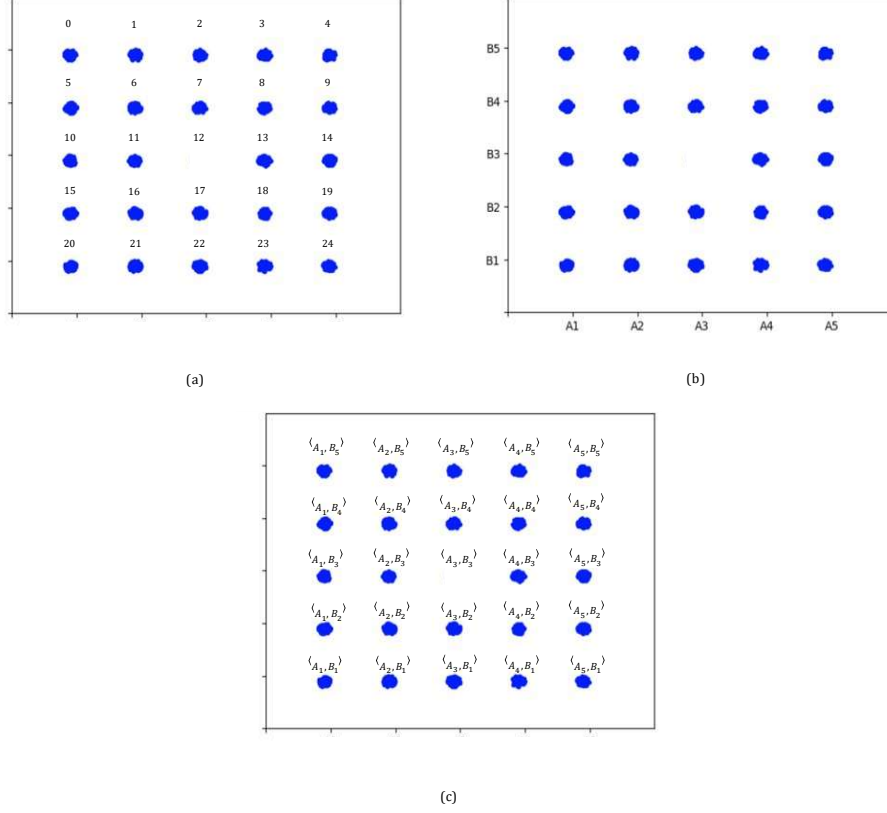 0 1 2 3 4
5 6 7 8 9
10 11 12 13 14
15 16 17 18 19
20 21 22 23 24
(a)
B5
B4
B3
B2
B1
A1 A2 A3 A4 A5
(b)
⟨A₁,B₅⟩ ⟨A₂,B₅⟩ ⟨A₃,B₅⟩ ⟨A₄,B₅⟩ ⟨A₅,B₅⟩
⟨A₁,B₄⟩ ⟨A₂,B₄⟩ ⟨A₃,B₄⟩ ⟨A₄,B₄⟩ ⟨A₅,B₄⟩
⟨A₁,B₃⟩ ⟨A₂,B₃⟩ ⟨A₃,B₃⟩ ⟨A₄,B₃⟩ ⟨A₅,B₃⟩
⟨A₁,B₂⟩ ⟨A₂,B₂⟩ ⟨A₃,B₂⟩ ⟨A₄,B₂⟩ ⟨A₅,B₂⟩
⟨A₁,B₁⟩ ⟨A₂,B₁⟩ ⟨A₃,B₁⟩ ⟨A₄,B₁⟩ ⟨A₅,B₁⟩
(c)